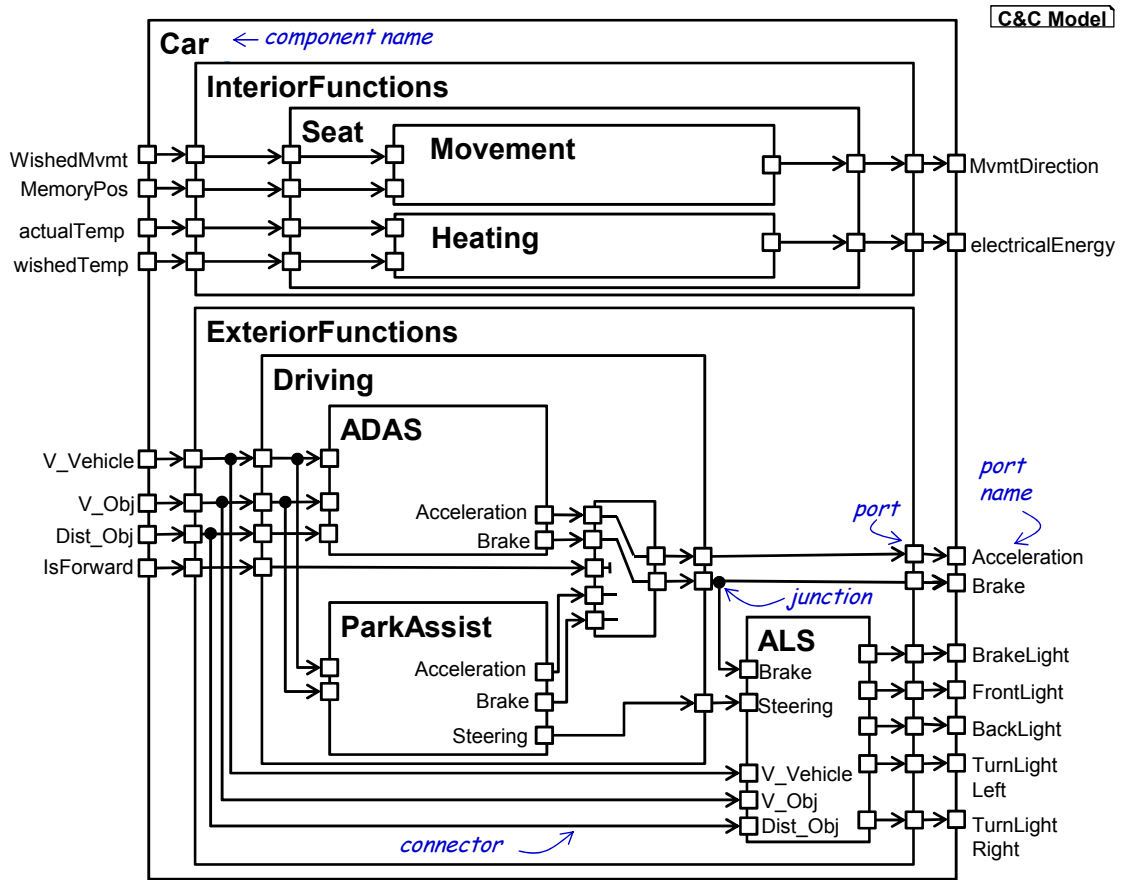 C&C Model
Car
component name
InteriorFunctions
Seat
Movement
WishedMvmt
MemoryPos
MvmtDirection
actualTemp
wishedTemp
Heating
electricalEnergy
ExteriorFunctions
Driving
ADAS
V_Vehicle
V_Obj
Dist_Obj
IsForward
Acceleration
Brake
port
port
name
Acceleration
Brake
junction
ParkAssist
Acceleration
Brake
Steering
ALS
Brake
Steering
V_Vehicle
V_Obj
Dist_Obj
BrakeLight
FrontLight
BackLight
TurnLight
Left
TurnLight
Right
connector